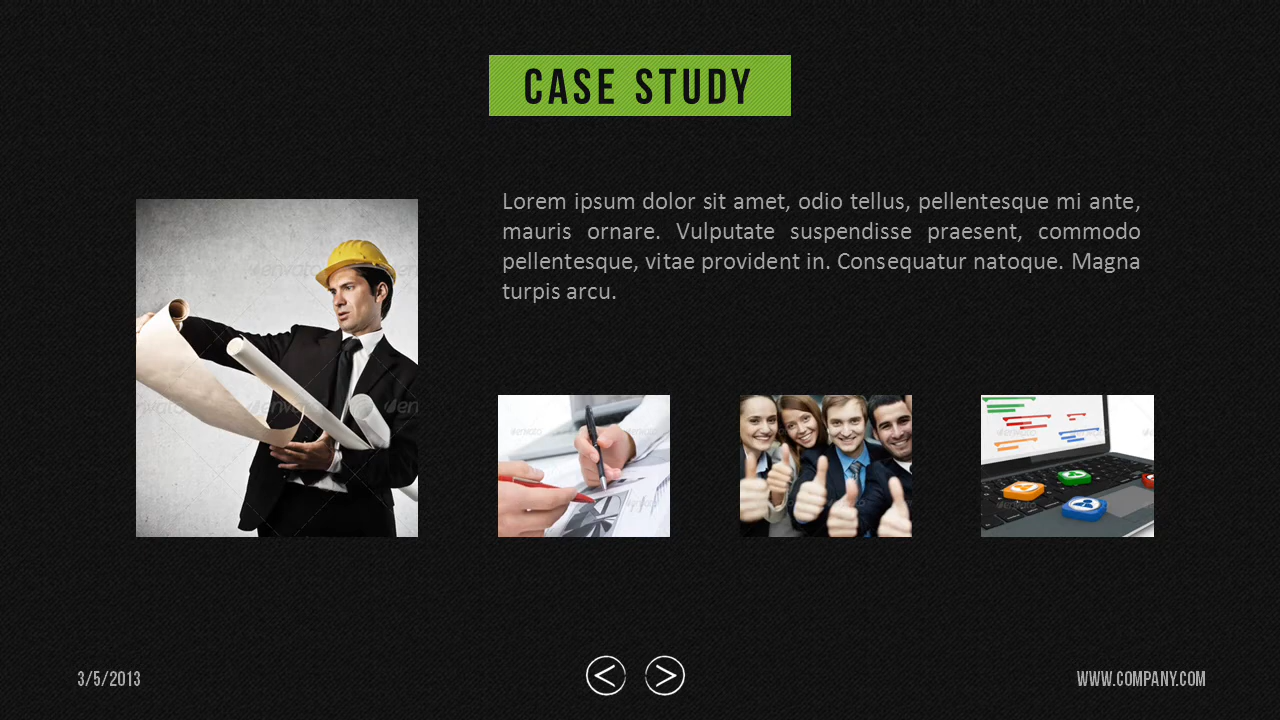 CASE STUDY
Lorem ipsum dolor sit amet, odio tellus, pellentesque mi ante,
mauris ornare. Vulputate suspendisse praesent, commodo
pellentesque, vitae provident in. Consequatur natoque. Magna
turpis arcu.
envato
3/5/2013
WWW.COMPANY.COM